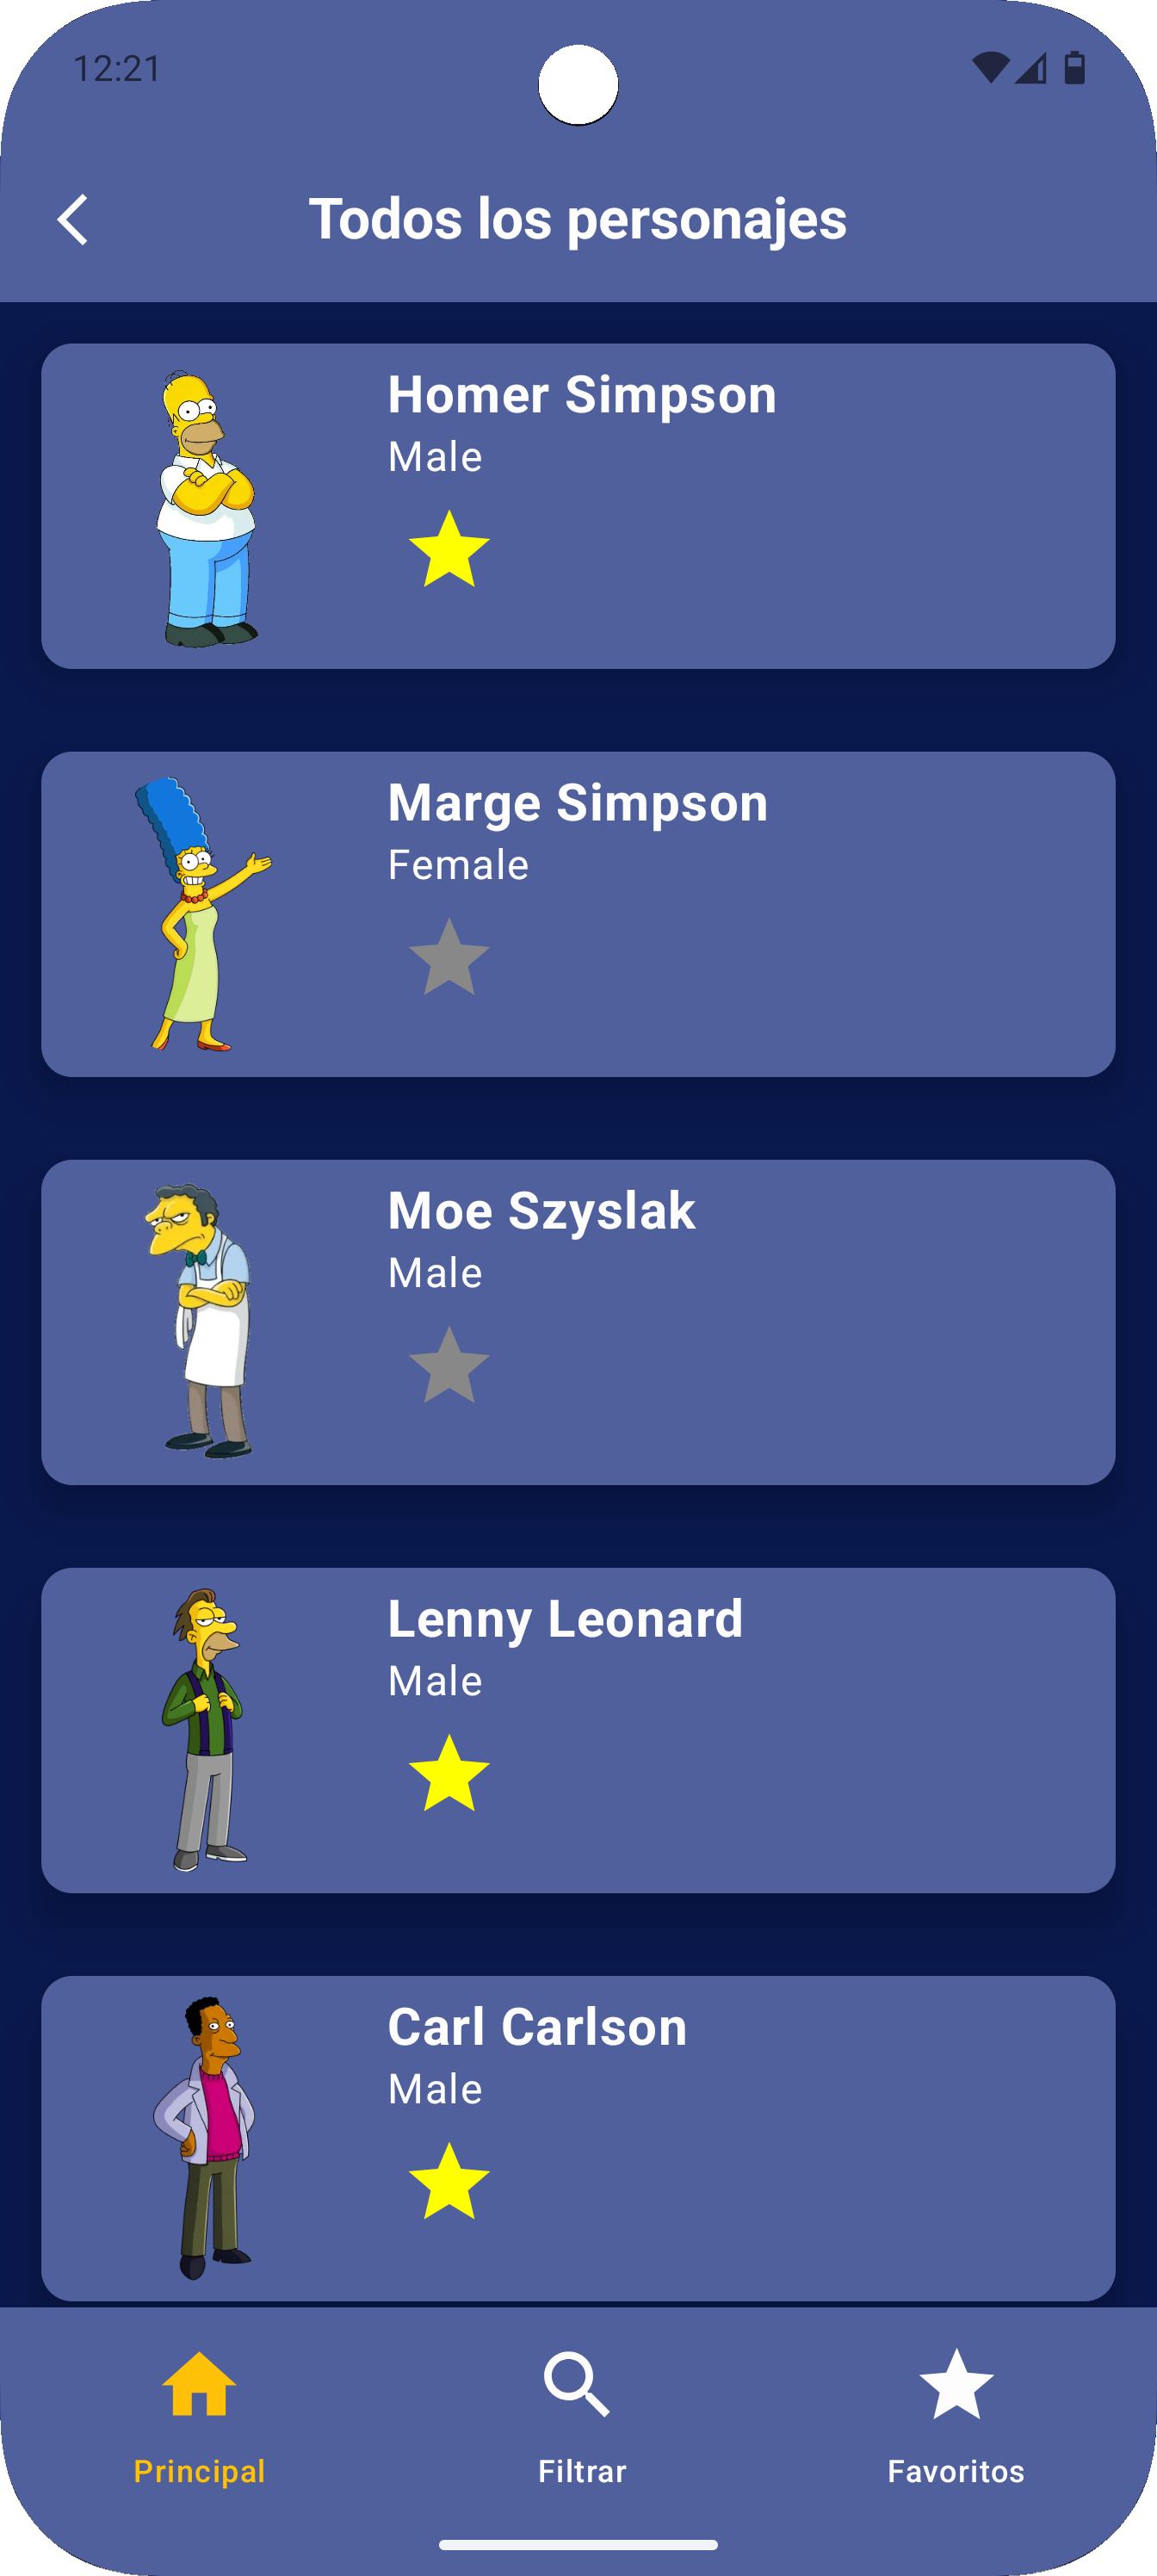 12:21
Todos los personajes
Homer Simpson
Male
Marge Simpson
Female
Moe Szyslak
Male
Lenny Leonard
Male
Carl Carlson
Male
Principal
Filtrar
Favoritos